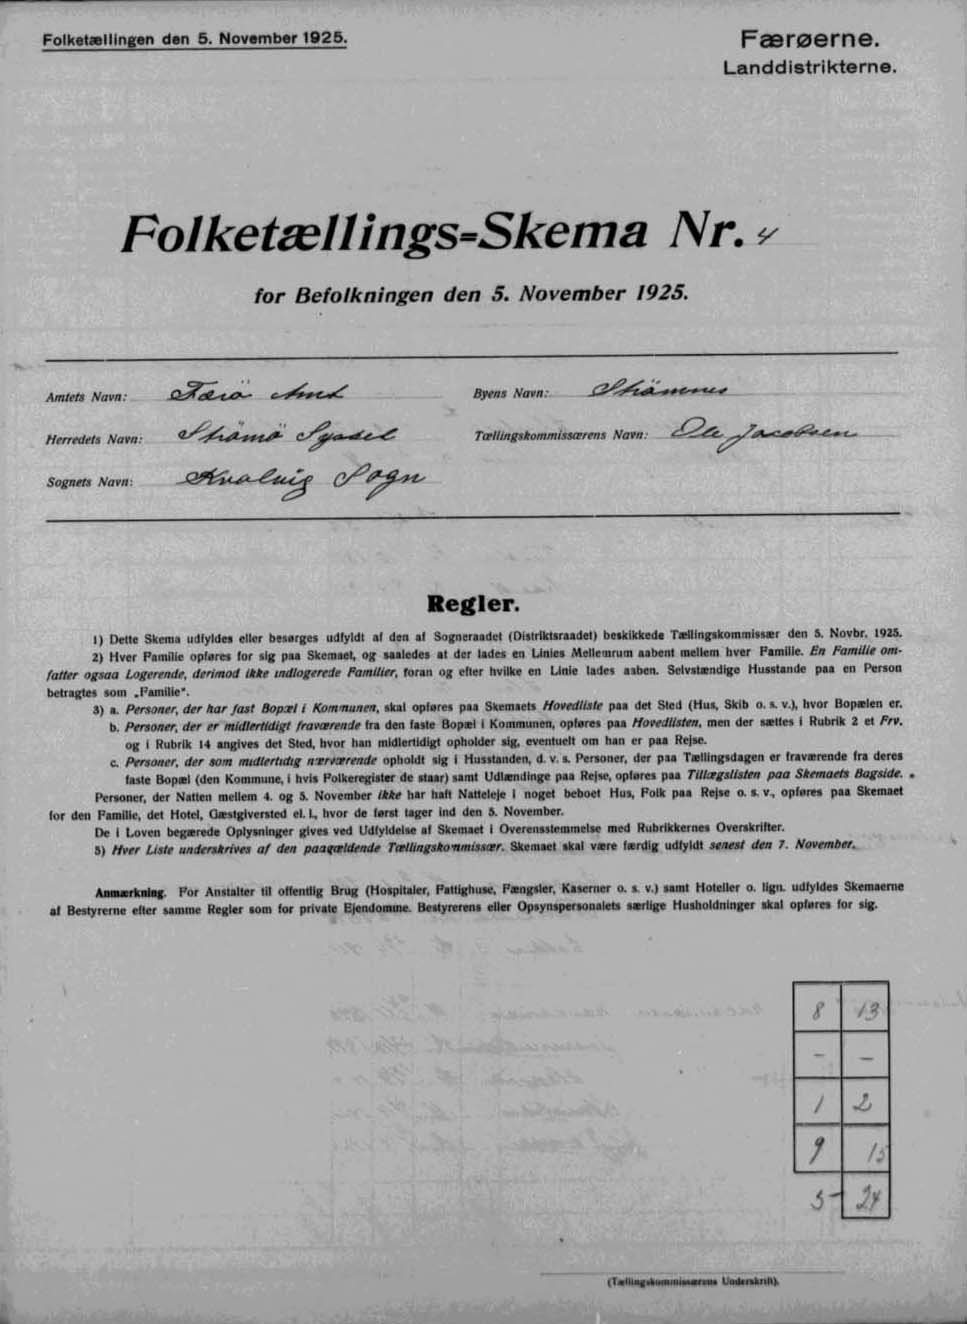 Folketællingen den 5. November 1925.
Færøerne.
Landdistrikterne.
Folketællings=Skema Nr. 4
for Befolkningen den 5. November 1925.
Amtets Navn: Færö Amt
Byens Navn: Strömnes
Herredets Navn: Strömö Syssel
Tællingskommissærens Navn: Ole Jacobsen
Sognets Navn: Kvalvig Sogn
Regler.
1) Dette Skema udfyldes eller besørges udfyldt af den af Sogneraadet (Distriktsraadet) beskikkede Tællingskommissær den 5. Novbr. 1925.
2) Hver Familie opføres for sig paa Skemaet, og saaledes at der lades en Linies Mellemrum aabent mellem hver Familie. En Familie om-
fatter ogsaa Logerende, derimod ikke indlogerede Familier, foran og efter hvilke en Linie lades aaben. Selvstændige Husstande paa en Person
betragtes som „Familie“.
3) a. Personer, der har fast Bopæl i Kommunen, skal opføres paa Skemaets Hovedliste paa det Sted (Hus, Skib o. s. v.), hvor Bopælen er.
b. Personer, der er midlertidigt fraværende fra den faste Bopæl i Kommunen, opføres paa Hovedlisten, men der sættes i Rubrik 2 et Frv.
og i Rubrik 14 angives det Sted, hvor han midlertidigt opholder sig, eventuelt om han er paa Rejse.
c. Personer, der som midlertidig nærværende opholdt sig i Husstanden, d. v. s. Personer, der paa Tællingsdagen er fraværende fra deres
faste Bopæl (den Kommune, i hvis Folkeregister de staar) samt Udlændinge paa Rejse, opføres paa Tillægslisten paa Skemaets Bagside.
Personer, der Natten mellem 4. og 5. November ikke har haft Natteleje i noget beboet Hus, Folk paa Rejse o. s. v., opføres paa Skemaet
for den Familie, det Hotel, Gæstgiversted el. l., hvor de først tager ind den 5. November.
De i Loven begærede Oplysninger gives ved Udfyldelse af Skemaet i Overensstemmelse med Rubrikkernes Overskrifter.
5) Hver Liste underskrives af den paagældende Tællingskommissær. Skemaet skal være færdig udfyldt senest den 7. November.
Anmærkning. For Anstalter til offentlig Brug (Hospitaler, Fattighuse, Fængsler, Kaserner o. s. v.) samt Hoteller o. lign. udfyldes Skemaerne
af Bestyrerne efter samme Regler som for private Ejendomme. Bestyrerens eller Opsynspersonalets særlige Husholdninger skal opføres for sig.
8 13
- -
1 2
9 15
24
(Tællingskommissærens Underskrift).